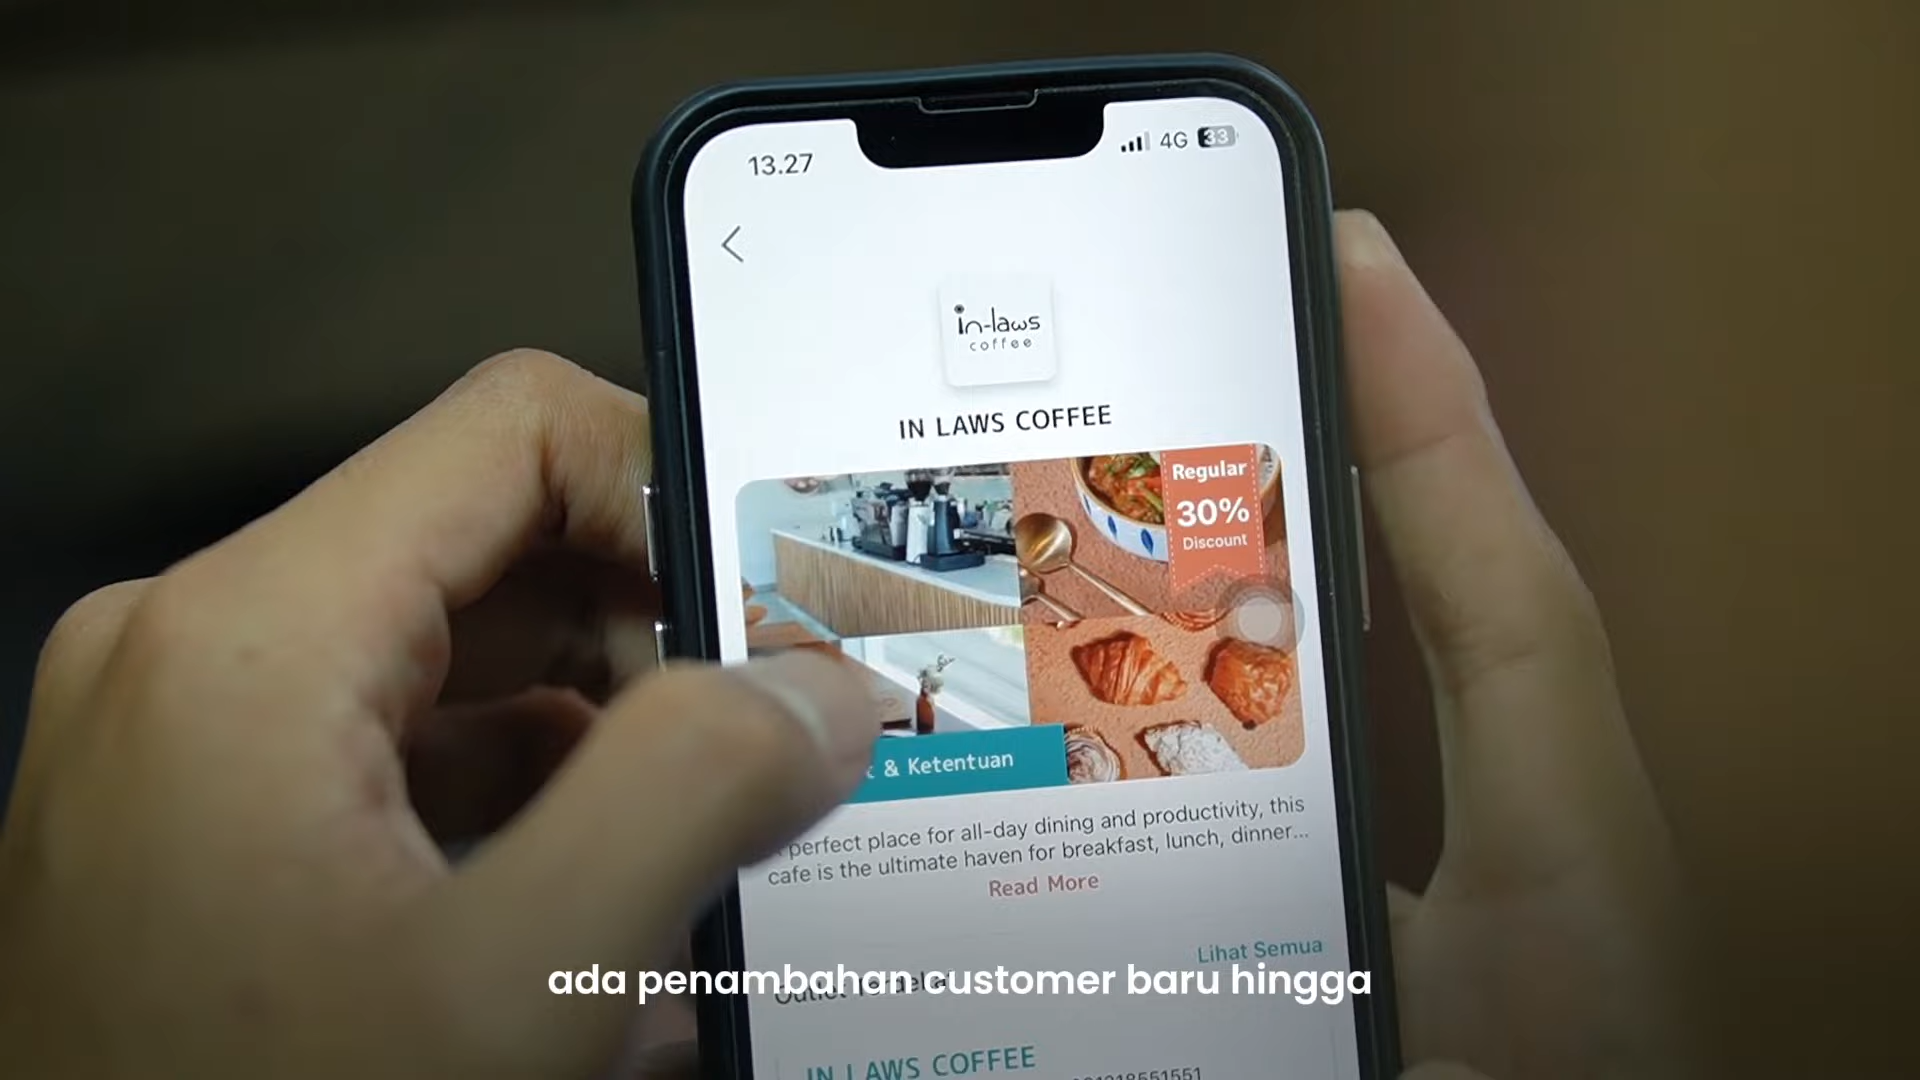 13.27
4G 33
in-laws
coffee
IN LAWS COFFEE
Regular
30%
Discount
& Ketentuan
perfect place for all-day dining and productivity, this
cafe is the ultimate haven for breakfast, lunch, dinner...
Read More
Lihat Semua
Outlet Terdekat
ada penambahan customer baru hingga
IN LAWS COFFEE